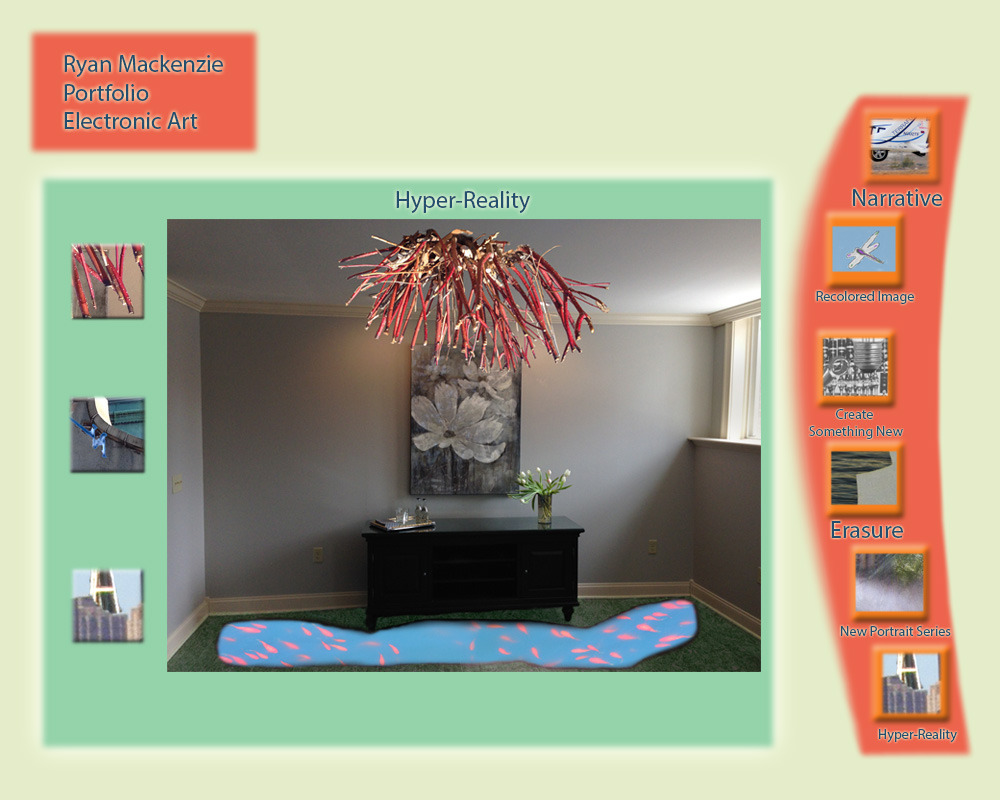 Ryan Mackenzie
Portfolio
Electronic Art
Hyper-Reality
Narrative
Recolored Image
Create
Something New
Erasure
New Portrait Series
Hyper-Reality